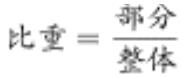 比重 = 部分/整体